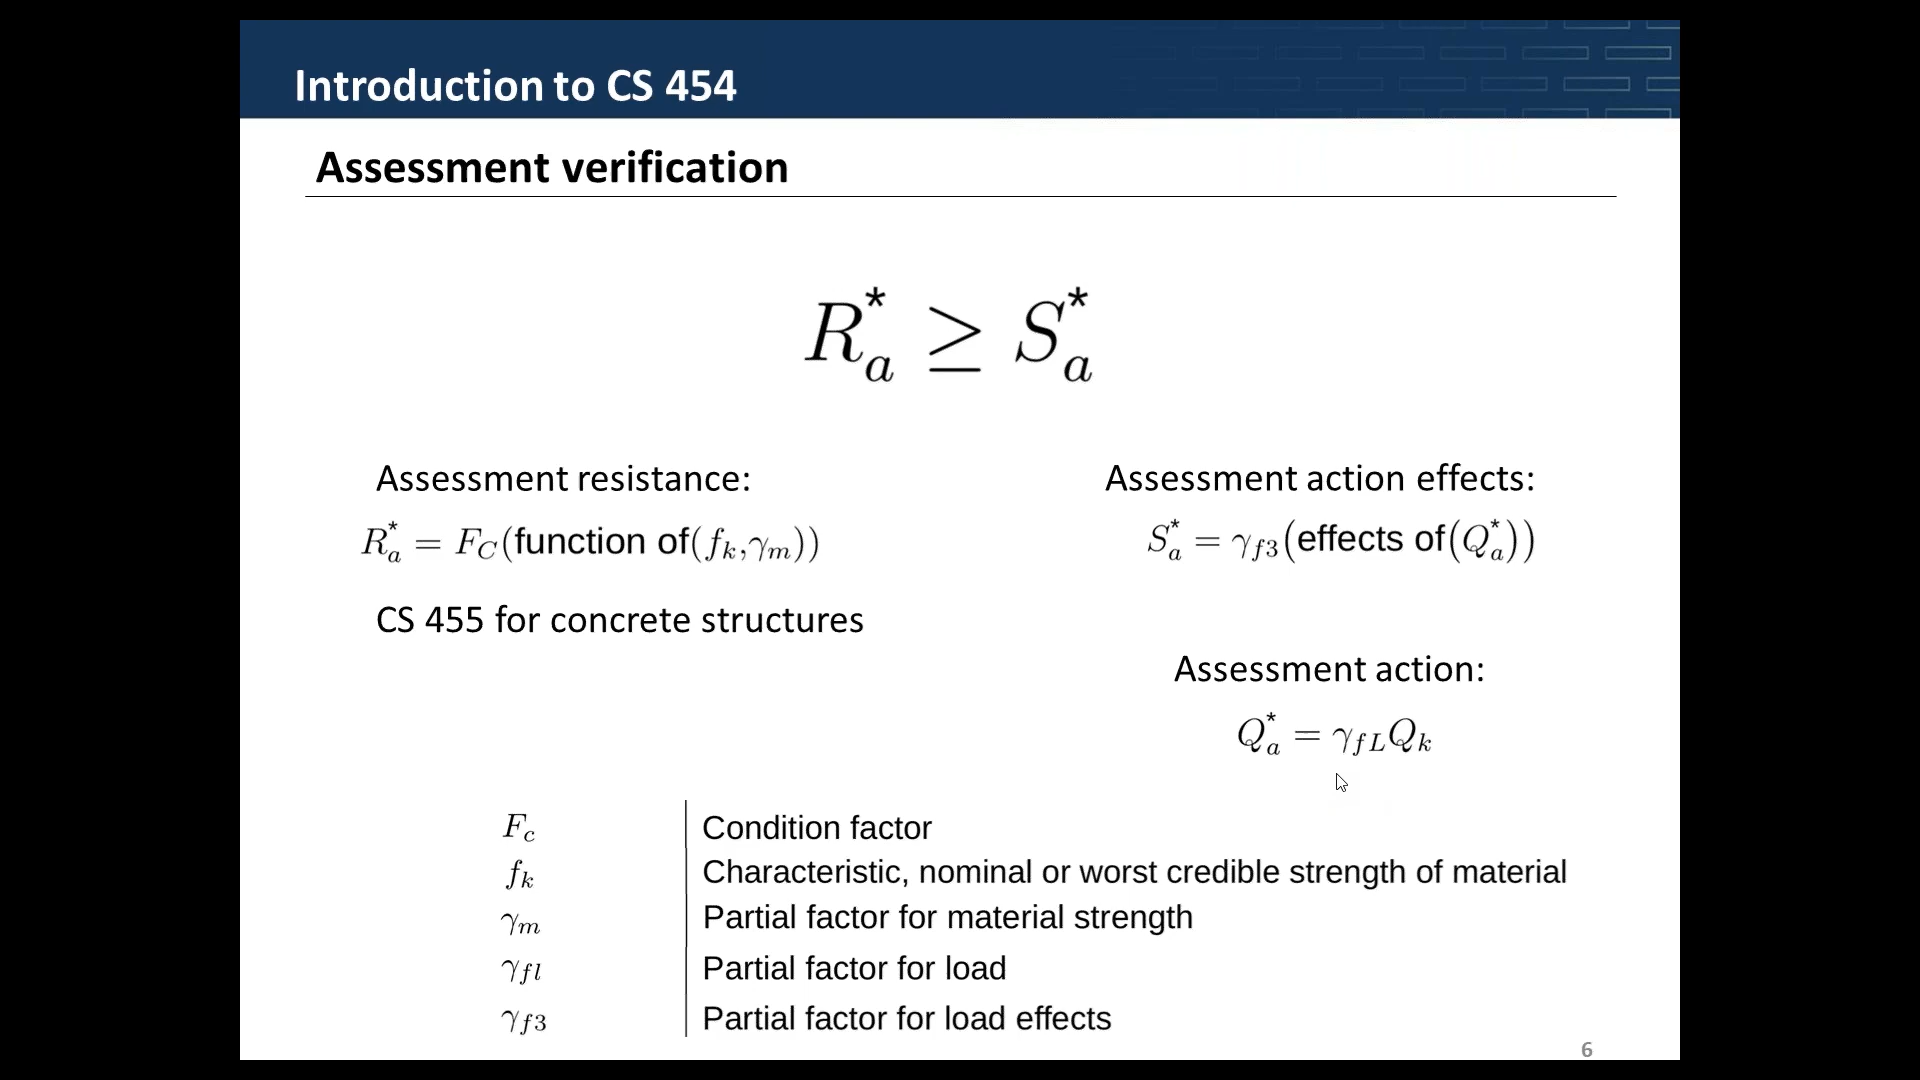 Introduction to CS 454
Assessment verification
R*a ≥ S*a
Assessment resistance:
R*a = FC(function of(fk,γm))
CS 455 for concrete structures
Assessment action effects:
S*a = γf3(effects of(Q*a))
Assessment action:
Q*a = γfLQk
Fc Condition factor
fk Characteristic, nominal or worst credible strength of material
γm Partial factor for material strength
γfl Partial factor for load
γf3 Partial factor for load effects
6